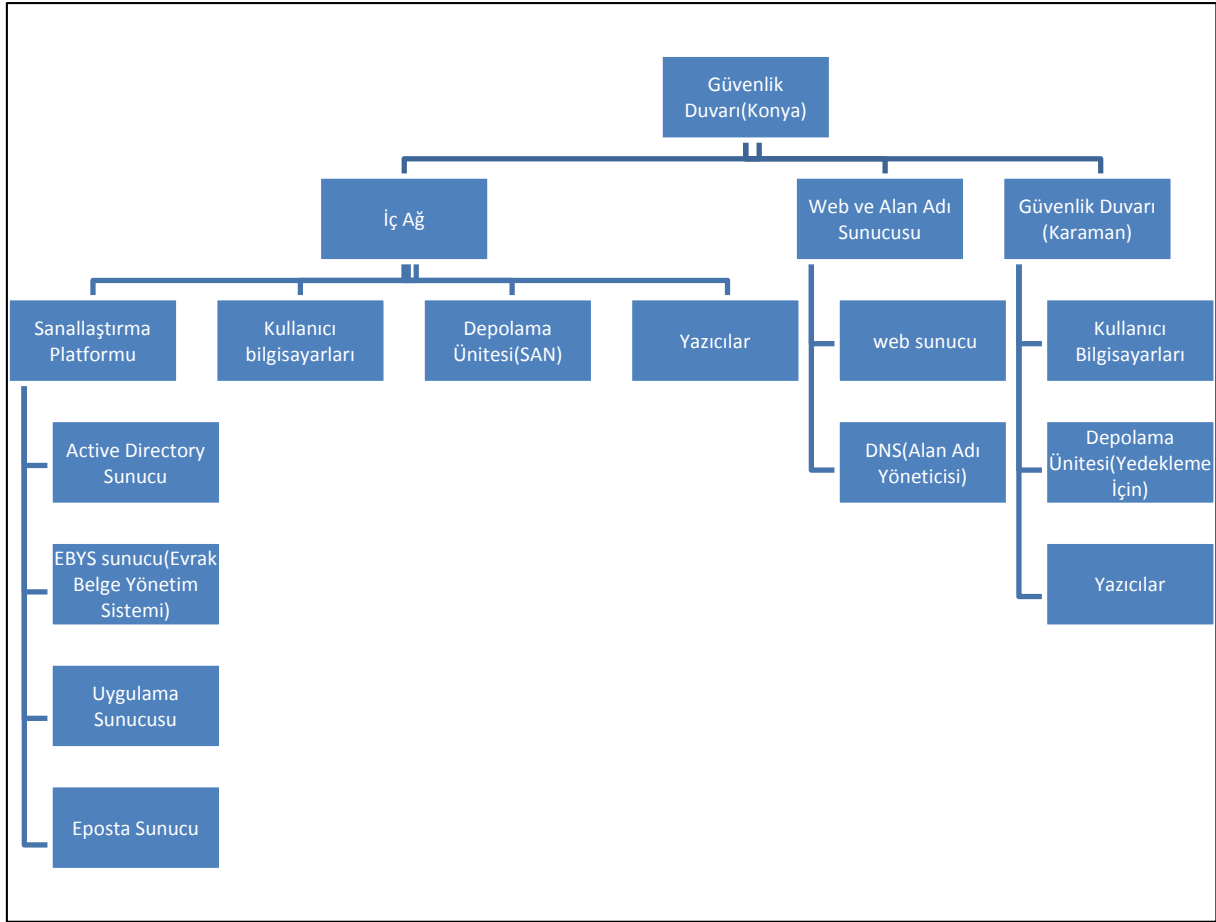 Güvenlik
Duvarı(Konya)
İç Ağ
Web ve Alan Adı
Sunucusu
Güvenlik Duvarı
(Karaman)
Sanallaştırma
Platformu
Kullanıcı
bilgisayarları
Depolama
Ünitesi(SAN)
Yazıcılar
web sunucu
Kullanıcı
Bilgisayarları
Active Directory
Sunucu
DNS(Alan Adı
Yöneticisi)
Depolama
Ünitesi(Yedekleme
İçin)
EBYS sunucu(Evrak
Belge Yönetim
Sistemi)
Yazıcılar
Uygulama
Sunucusu
Eposta Sunucu